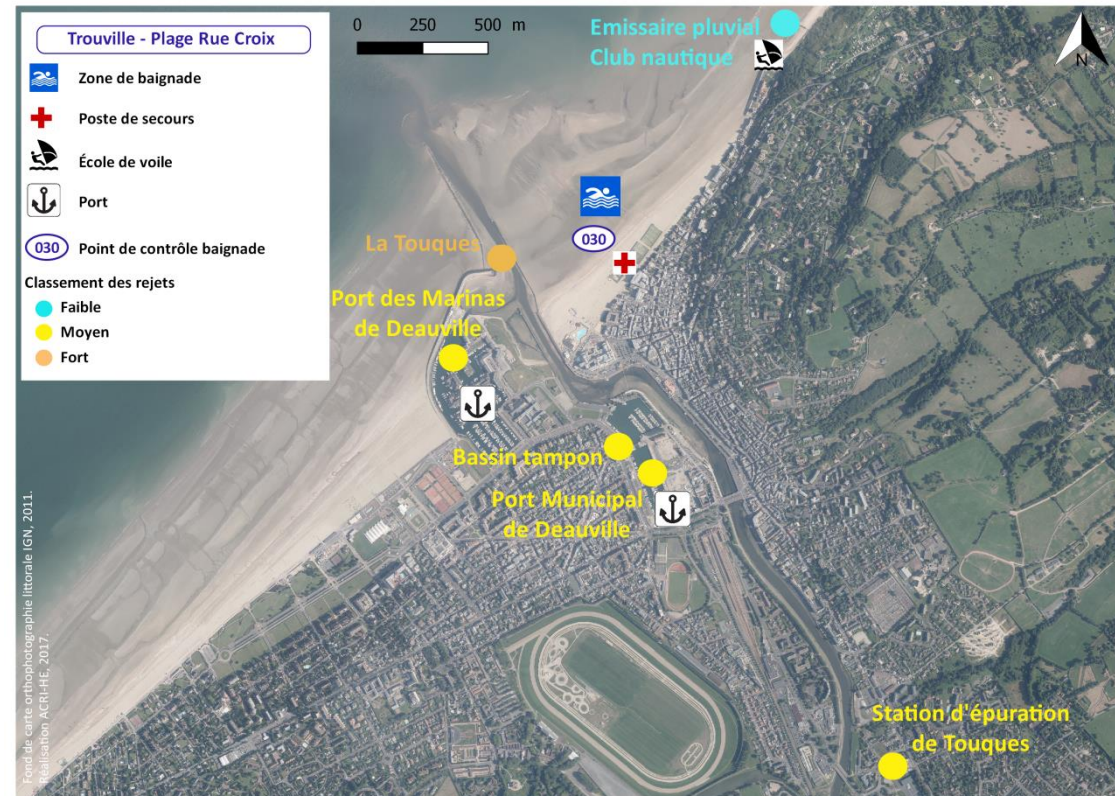 Trouville - Plage Rue Croix
Zone de baignade
Poste de secours
École de voile
Port
030 Point de contrôle baignade
Classement des rejets
Faible
Moyen
Fort
0 250 500 m
Emissaire pluvial
Club nautique
N
030
La Touques
Port des Marinas
de Deauville
Bassin tampon
Port Municipal
de Deauville
Station d'épuration
de Touques
Fond de carte orthophotographie littorale IGN, 2011.
Réalisation ACRI-HE, 2017.